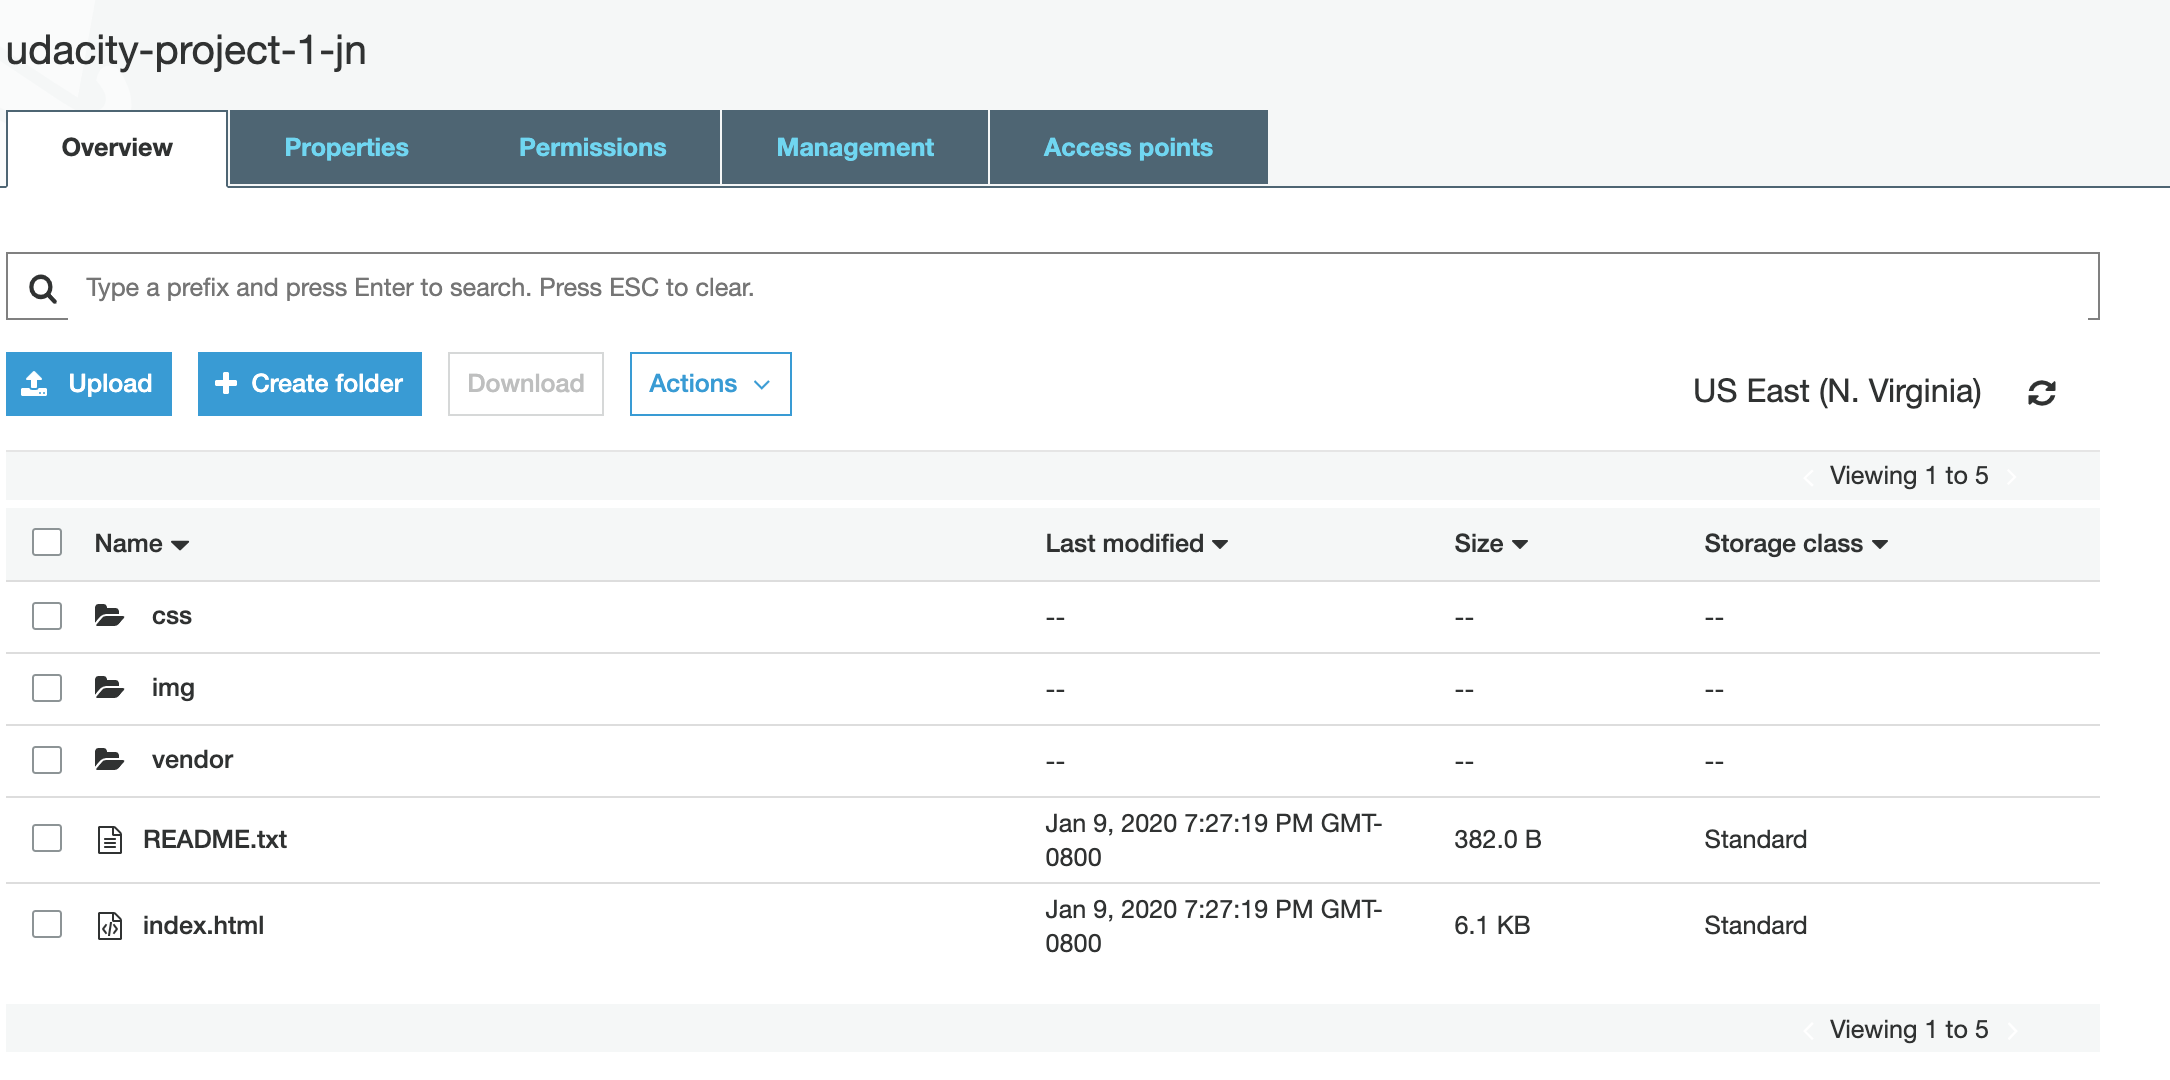 udacity-project-1-jn
Overview Properties Permissions Management Access points
Type a prefix and press Enter to search. Press ESC to clear.
Upload Create folder Download Actions US East (N. Virginia)
Viewing 1 to 5
Name Last modified Size Storage class
css -- -- --
img -- -- --
vendor -- -- --
README.txt Jan 9, 2020 7:27:19 PM GMT-
0800 382.0 B Standard
index.html Jan 9, 2020 7:27:19 PM GMT-
0800 6.1 KB Standard
Viewing 1 to 5